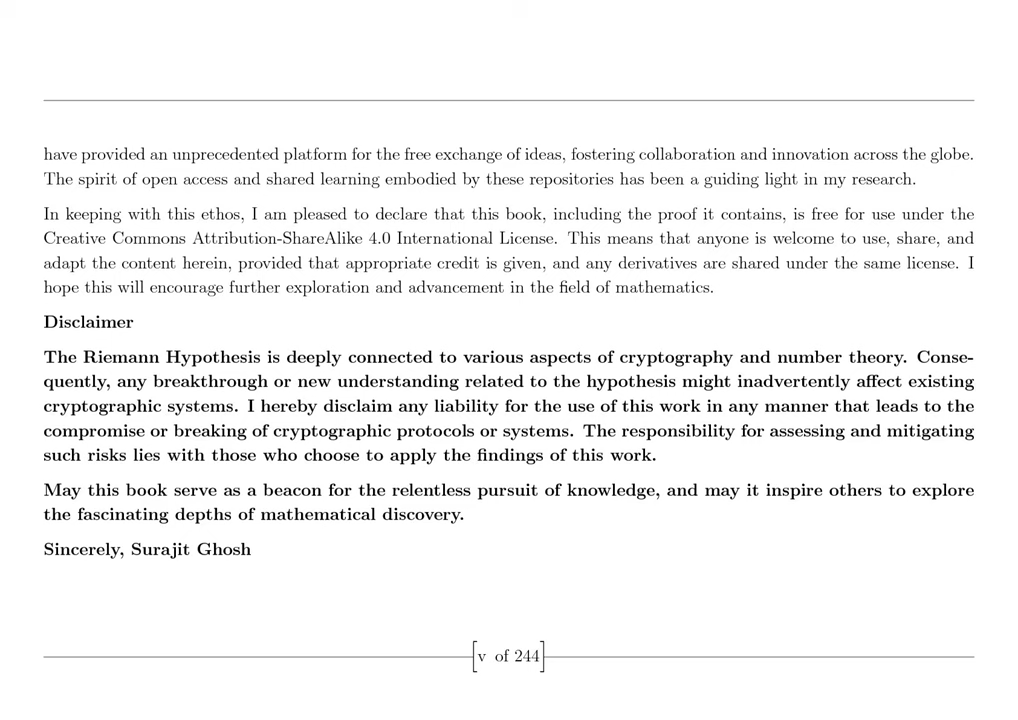 have provided an unprecedented platform for the free exchange of ideas, fostering collaboration and innovation across the globe.
The spirit of open access and shared learning embodied by these repositories has been a guiding light in my research.
In keeping with this ethos, I am pleased to declare that this book, including the proof it contains, is free for use under the
Creative Commons Attribution-ShareAlike 4.0 International License. This means that anyone is welcome to use, share, and
adapt the content herein, provided that appropriate credit is given, and any derivatives are shared under the same license. I
hope this will encourage further exploration and advancement in the field of mathematics.
Disclaimer
The Riemann Hypothesis is deeply connected to various aspects of cryptography and number theory. Conse-
quently, any breakthrough or new understanding related to the hypothesis might inadvertently affect existing
cryptographic systems. I hereby disclaim any liability for the use of this work in any manner that leads to the
compromise or breaking of cryptographic protocols or systems. The responsibility for assessing and mitigating
such risks lies with those who choose to apply the findings of this work.
May this book serve as a beacon for the relentless pursuit of knowledge, and may it inspire others to explore
the fascinating depths of mathematical discovery.
Sincerely, Surajit Ghosh
[v of 244]